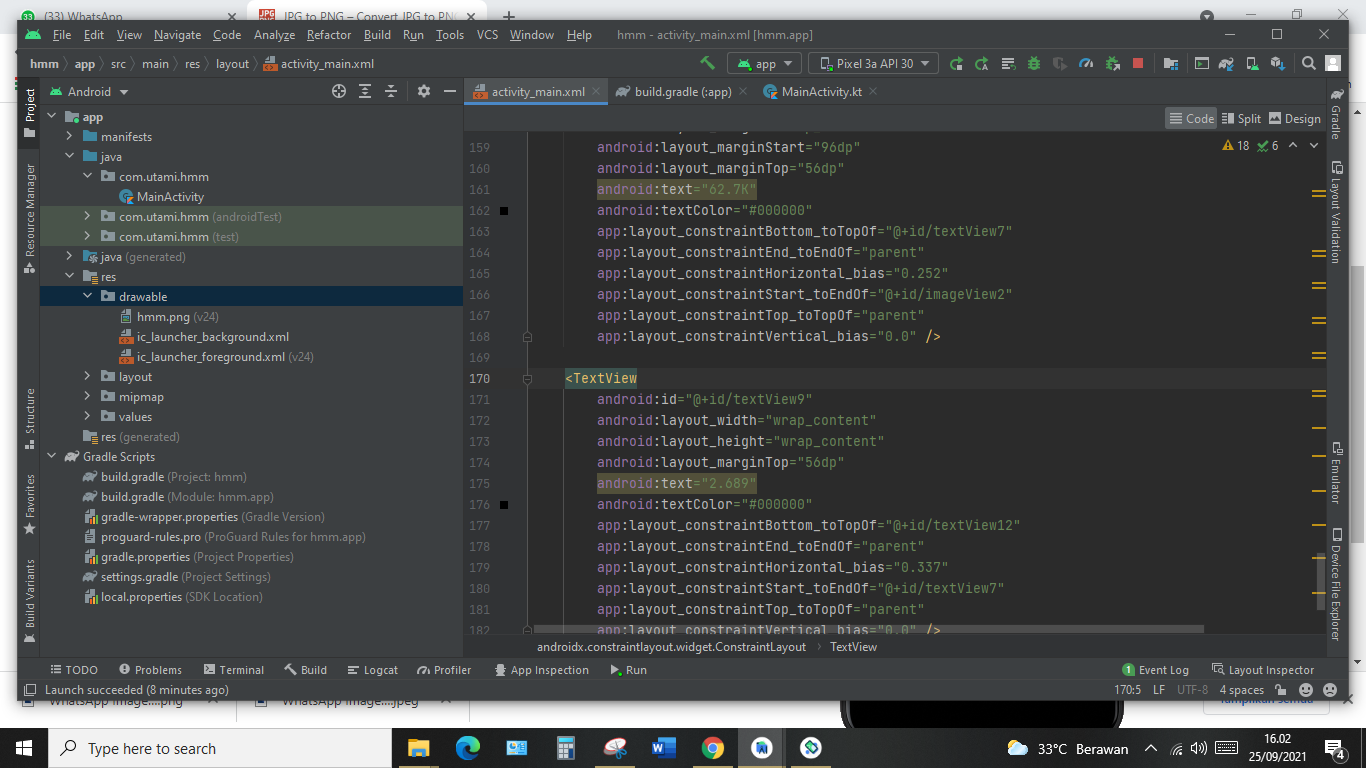 (33) WhatsApp
JPG to PNG – Convert JPG to PNG
File Edit View Navigate Code Analyze Refactor Build Run Tools VCS Window Help hmm - activity_main.xml [hmm.app]
hmm app src main res layout activity_main.xml
app Pixel 3a API 30
Android
activity_main.xml build.gradle (:app) MainActivity.kt
Code Split Design
18 6
Project
Resource Manager
Structure
Favorites
Build Variants
app
manifests
java
com.utami.hmm
MainActivity
com.utami.hmm (androidTest)
com.utami.hmm (test)
java (generated)
res
drawable
hmm.png (v24)
ic_launcher_background.xml
ic_launcher_foreground.xml (v24)
layout
mipmap
values
res (generated)
Gradle Scripts
build.gradle (Project: hmm)
build.gradle (Module: hmm.app)
gradle-wrapper.properties (Gradle Version)
proguard-rules.pro (ProGuard Rules for hmm.app)
gradle.properties (Project Properties)
settings.gradle (Project Settings)
local.properties (SDK Location)
159 android:layout_marginStart="96dp"
160 android:layout_marginTop="56dp"
161 android:text="62.7K"
162 android:textColor="#000000"
163 app:layout_constraintBottom_toTopOf="@+id/textView7"
164 app:layout_constraintEnd_toEndOf="parent"
165 app:layout_constraintHorizontal_bias="0.252"
166 app:layout_constraintStart_toEndOf="@+id/imageView2"
167 app:layout_constraintTop_toTopOf="parent"
168 app:layout_constraintVertical_bias="0.0" />
169
170 <TextView
171 android:id="@+id/textView9"
172 android:layout_width="wrap_content"
173 android:layout_height="wrap_content"
174 android:layout_marginTop="56dp"
175 android:text="2.689"
176 android:textColor="#000000"
177 app:layout_constraintBottom_toTopOf="@+id/textView12"
178 app:layout_constraintEnd_toEndOf="parent"
179 app:layout_constraintHorizontal_bias="0.337"
180 app:layout_constraintStart_toEndOf="@+id/textView7"
181 app:layout_constraintTop_toTopOf="parent"
182 app:layout_constraintVertical_bias="0.0" />
Gradle
Layout Validation
Emulator
Device File Explorer
androidx.constraintlayout.widget.ConstraintLayout TextView
TODO Problems Terminal Build Logcat Profiler App Inspection Run 1 Event Log Layout Inspector
Launch succeeded (8 minutes ago) 170:5 LF UTF-8 4 spaces
WhatsApp Image....png
WhatsApp Image....jpeg
Tampilkan semua
Type here to search
33°C Berawan
16.02
25/09/2021
4